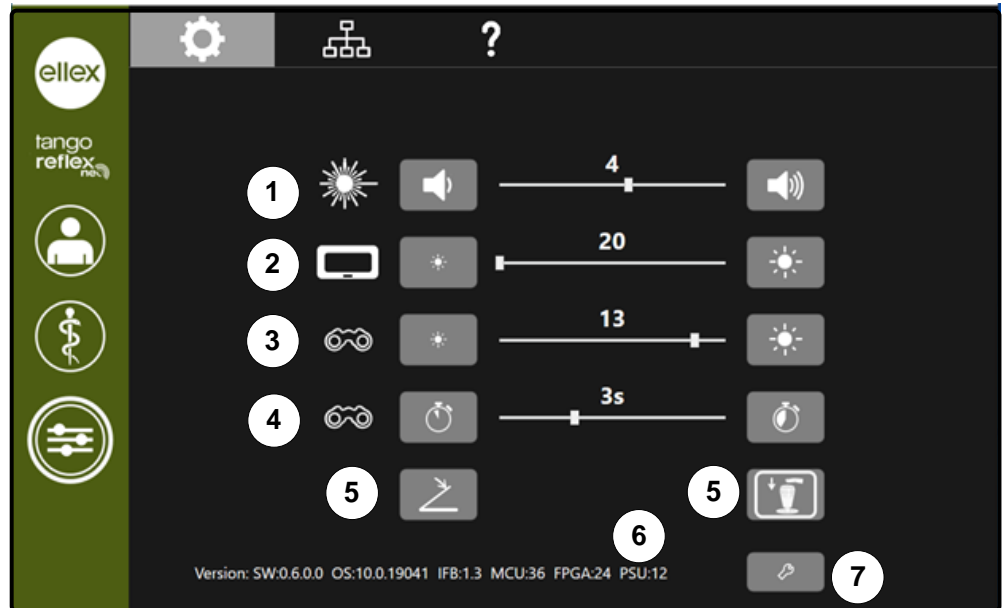 ellex
?
tango
reflex
neo
4
1
20
2
13
3
3s
4
5
5
6
Version: SW:0.6.0.0 OS:10.0.19041 IFB:1.3 MCU:36 FPGA:24 PSU:12
7